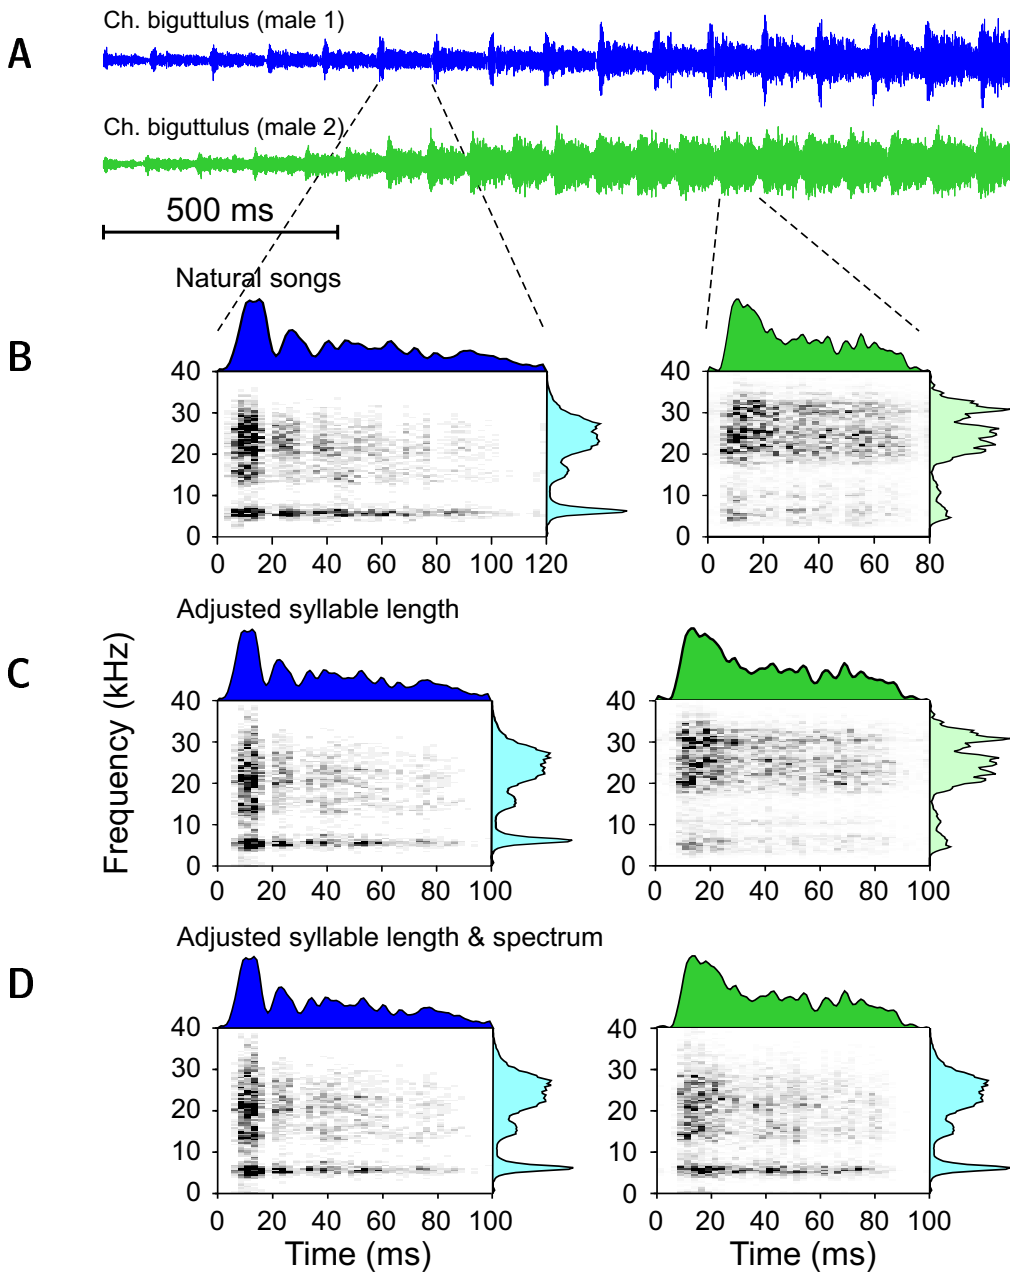 A
Ch. biguttulus (male 1)
Ch. biguttulus (male 2)
500 ms
Natural songs
B
40
30
20
10
0
0 20 40 60 80 100 120
40
30
20
10
0
0 20 40 60 80
Adjusted syllable length
C
Frequency (kHz)
40
30
20
10
0
0 20 40 60 80 100
40
30
20
10
0
0 20 40 60 80 100
Adjusted syllable length & spectrum
D
40
30
20
10
0
0 20 40 60 80 100
Time (ms)
40
30
20
10
0
0 20 40 60 80 100
Time (ms)